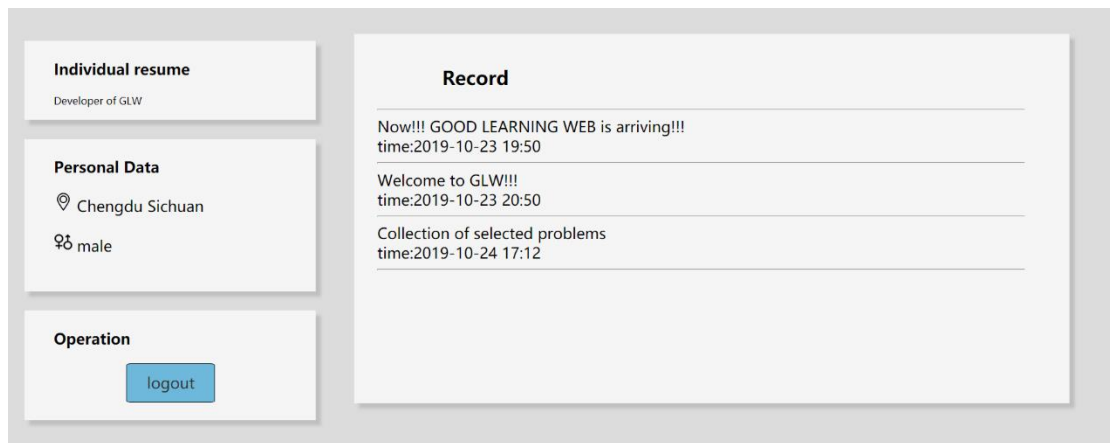 Individual resume
Developer of GLW
Personal Data
Chengdu Sichuan
male
Operation
logout
Record
Now!!! GOOD LEARNING WEB is arriving!!!
time:2019-10-23 19:50
Welcome to GLW!!!
time:2019-10-23 20:50
Collection of selected problems
time:2019-10-24 17:12